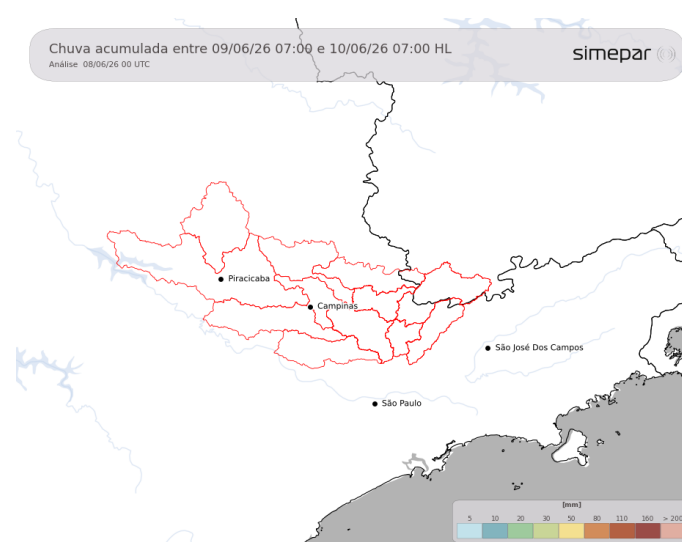 Chuva acumulada entre 09/06/26 07:00 e 10/06/26 07:00 HL
Análise 08/06/26 00 UTC
simepar
Piracicaba
Campinas
São José Dos Campos
São Paulo
[mm]
5 10 20 30 50 80 110 160 > 200